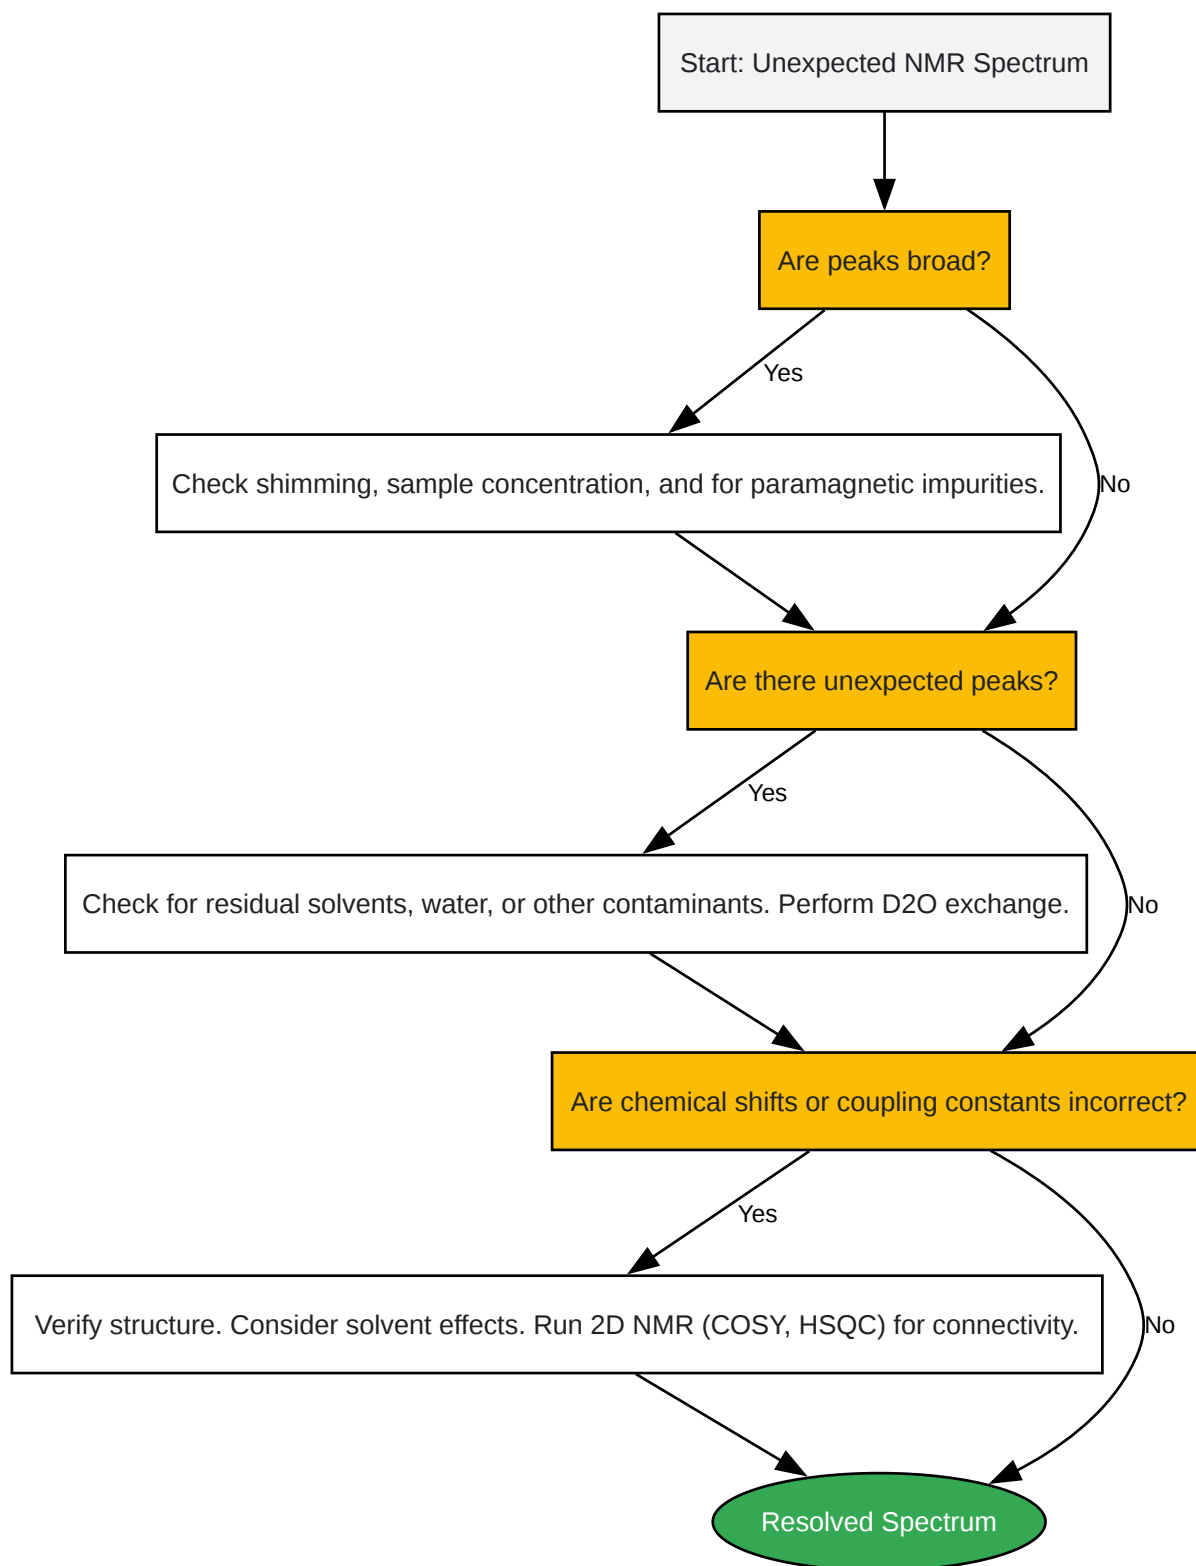 Start: Unexpected NMR Spectrum
Are peaks broad?
Yes
Check shimming, sample concentration, and for paramagnetic impurities.
No
Are there unexpected peaks?
Yes
Check for residual solvents, water, or other contaminants. Perform D2O exchange.
No
Are chemical shifts or coupling constants incorrect?
Yes
Verify structure. Consider solvent effects. Run 2D NMR (COSY, HSQC) for connectivity.
No
Resolved Spectrum